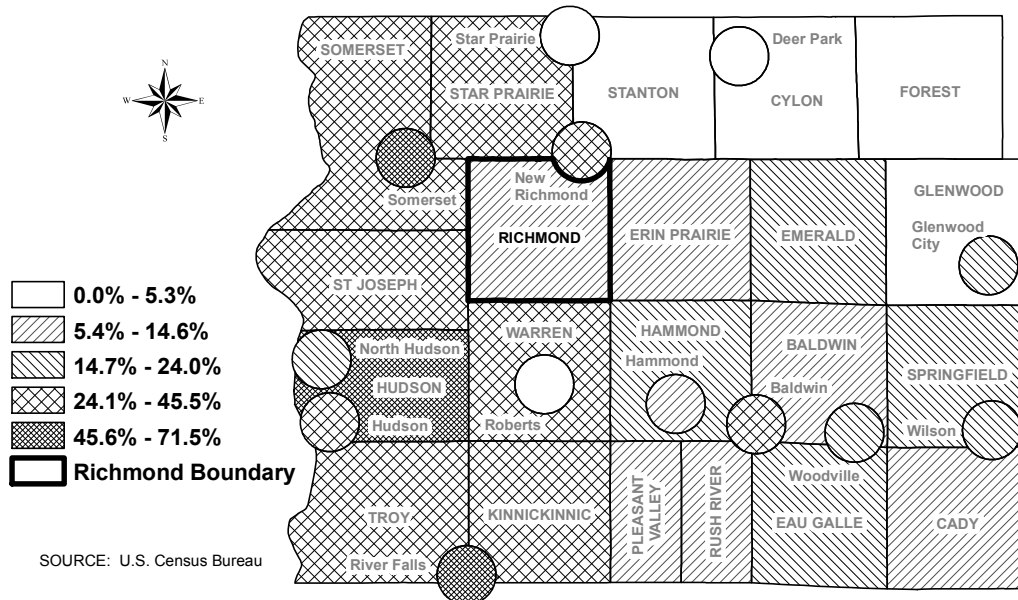 SOMERSET
Star Prairie
Deer Park
STAR PRAIRIE
STANTON
CYLON
FOREST
N
W
E
S
Somerset
New
Richmond
GLENWOOD
RICHMOND
ERIN PRAIRIE
EMERALD
Glenwood
City
ST JOSEPH
0.0% - 5.3%
5.4% - 14.6%
14.7% - 24.0%
24.1% - 45.5%
45.6% - 71.5%
Richmond Boundary
North Hudson
HUDSON
Hudson
WARREN
Roberts
HAMMOND
Hammond
BALDWIN
Baldwin
SPRINGFIELD
Wilson
TROY
River Falls
KINNICKINNIC
PLEASANT
VALLEY
RUSH RIVER
Woodville
EAU GALLE
CADY
SOURCE: U.S. Census Bureau